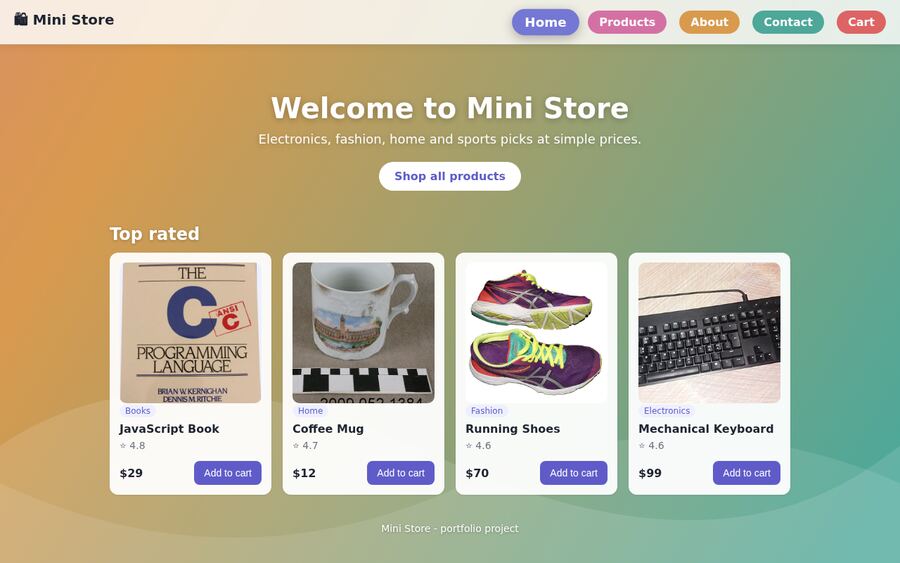 Mini Store
Home
Products
About
Contact
Cart
Welcome to Mini Store
Electronics, fashion, home and sports picks at simple prices.
Shop all products
Top rated
THE
C
ANSI
C
PROGRAMMING
LANGUAGE
BRIAN W. KERNIGHAN
DENNIS M. RITCHIE
Books
JavaScript Book
⭐ 4.8
$29
Add to cart
2009.052.1384
Home
Coffee Mug
⭐ 4.7
$12
Add to cart
Fashion
Running Shoes
⭐ 4.6
$70
Add to cart
Electronics
Mechanical Keyboard
⭐ 4.6
$99
Add to cart
Mini Store - portfolio project